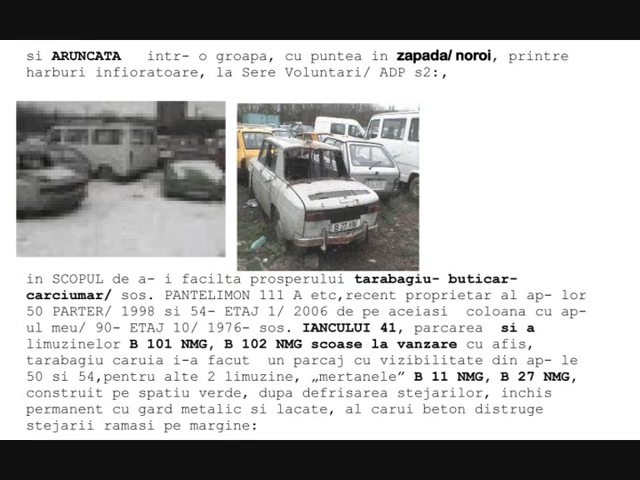 si ARUNCATA intr- o groapa, cu puntea in zapada/ noroi, printre
harburi infioratoare, la Sere Voluntari/ ADP s2:,
in SCOPUL de a- i facilta prosperului tarabagiu- buticar-
carciumar/ sos. PANTELIMON 111 A etc,recent proprietar al ap- lor
50 PARTER/ 1998 si 54- ETAJ 1/ 2006 de pe aceiasi coloana cu ap-
ul meu/ 90- ETAJ 10/ 1976- sos. IANCULUI 41, parcarea si a
limuzinelor B 101 NMG, B 102 NMG scoase la vanzare cu afis,
tarabagiu caruia i-a facut un parcaj cu vizibilitate din ap- le
50 si 54,pentru alte 2 limuzine, „mertanele” B 11 NMG, B 27 NMG,
construit pe spatiu verde, dupa defrisarea stejarilor, inchis
permanent cu gard metalic si lacate, al carui beton distruge
stejarii ramasi pe margine: